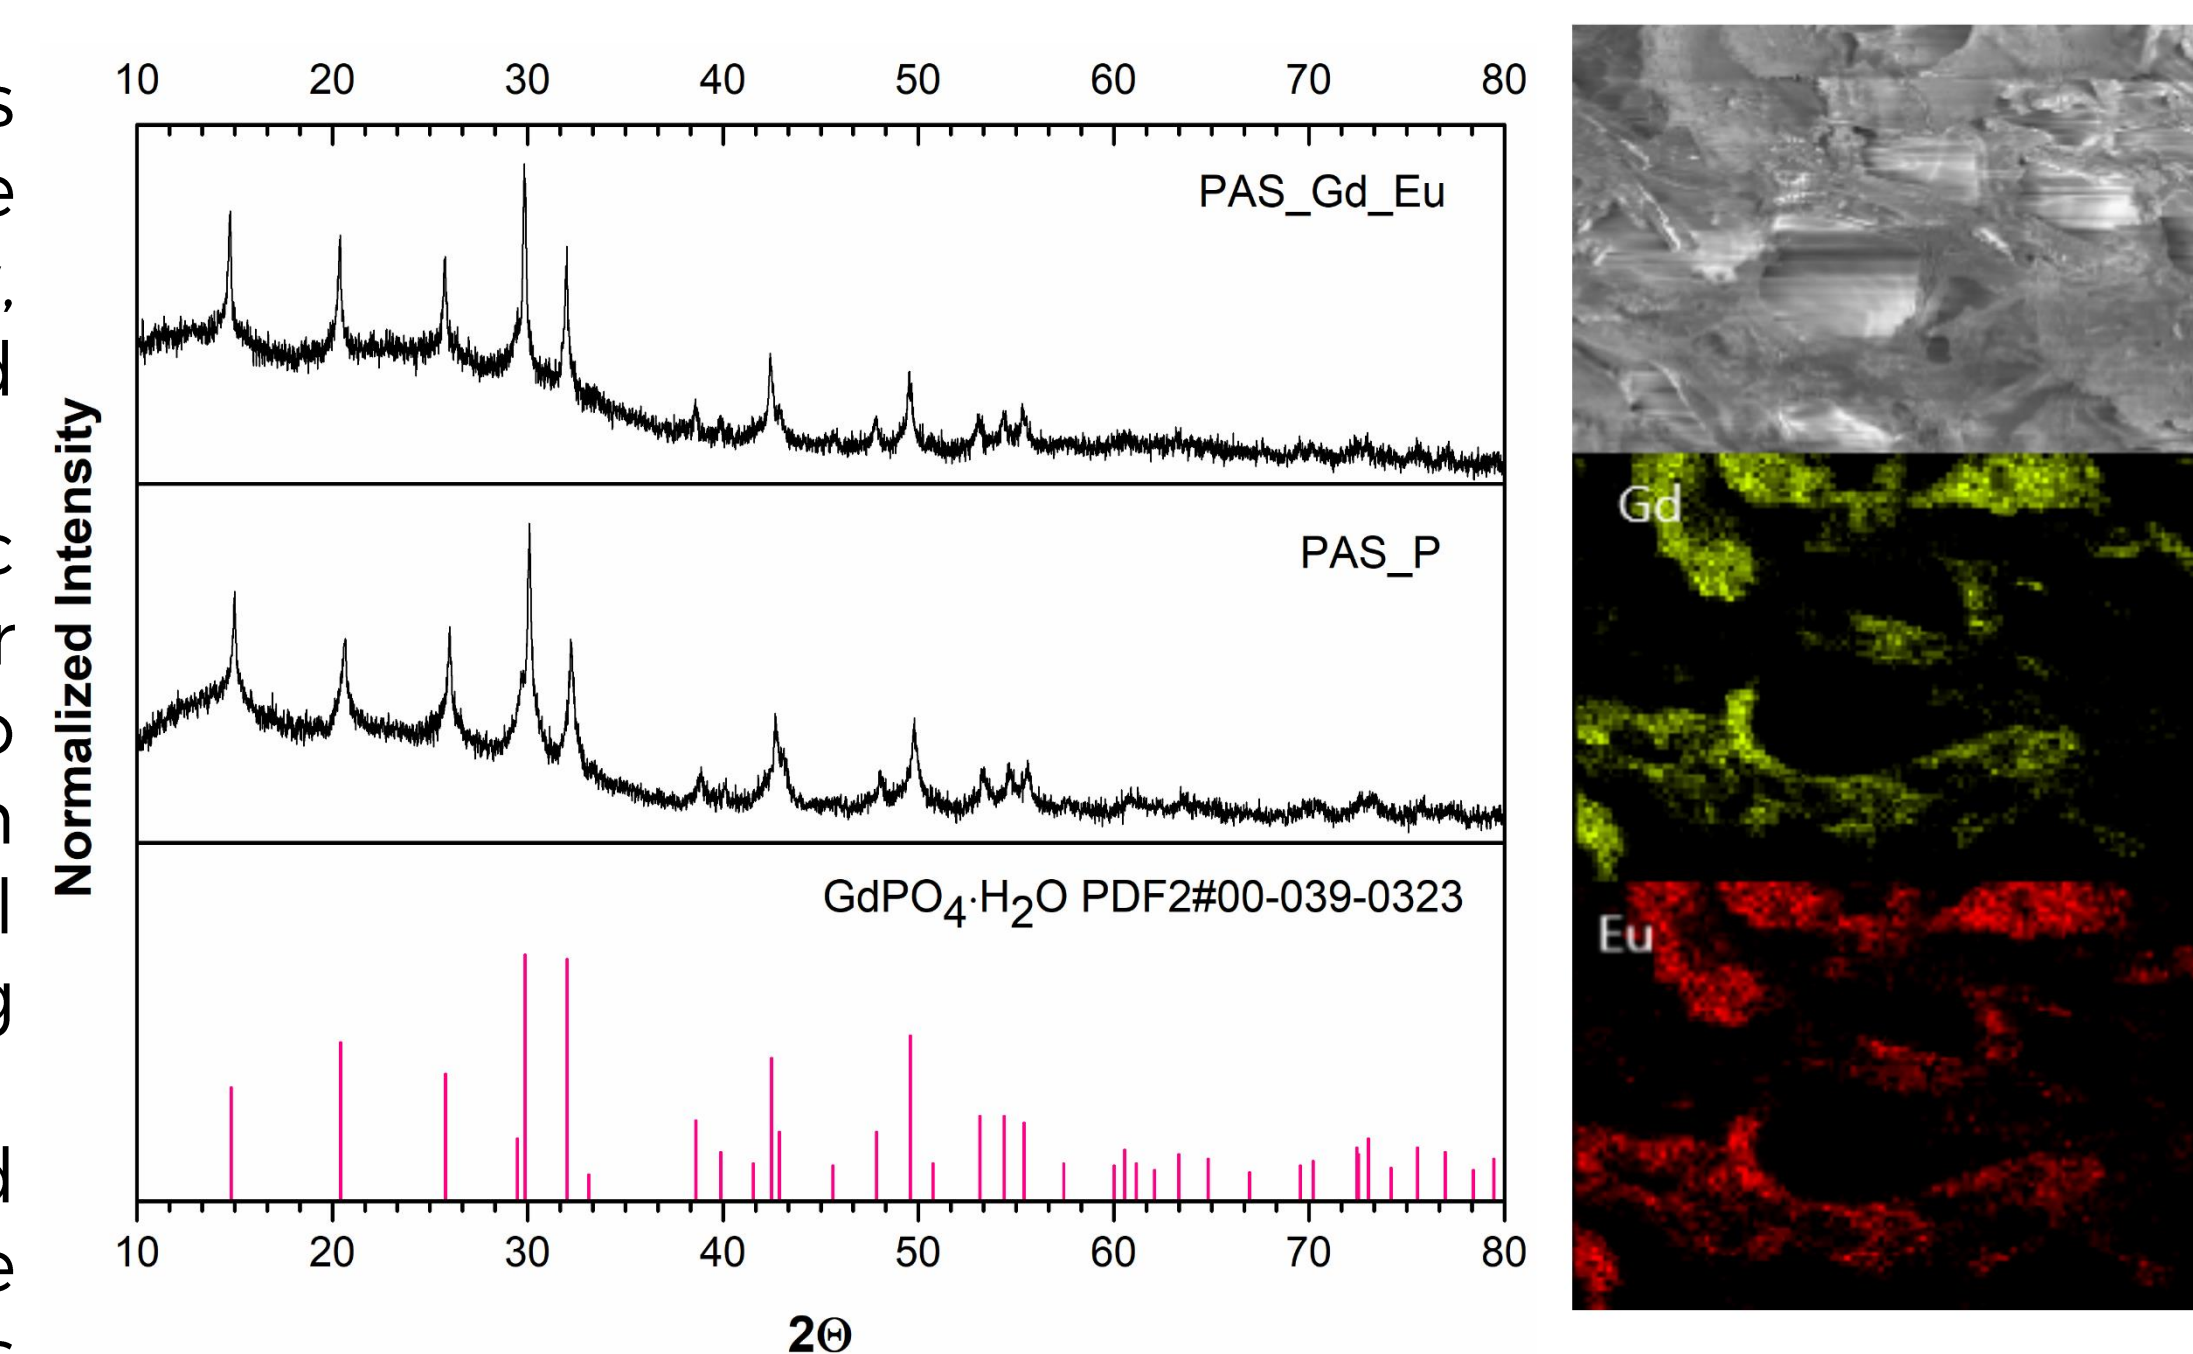 10 20 30 40 50 60 70 80
PAS_Gd_Eu
PAS_P
GdPO4·H2O PDF2#00-039-0323
Normalized Intensity
10 20 30 40 50 60 70 80
2Θ
Gd
Eu